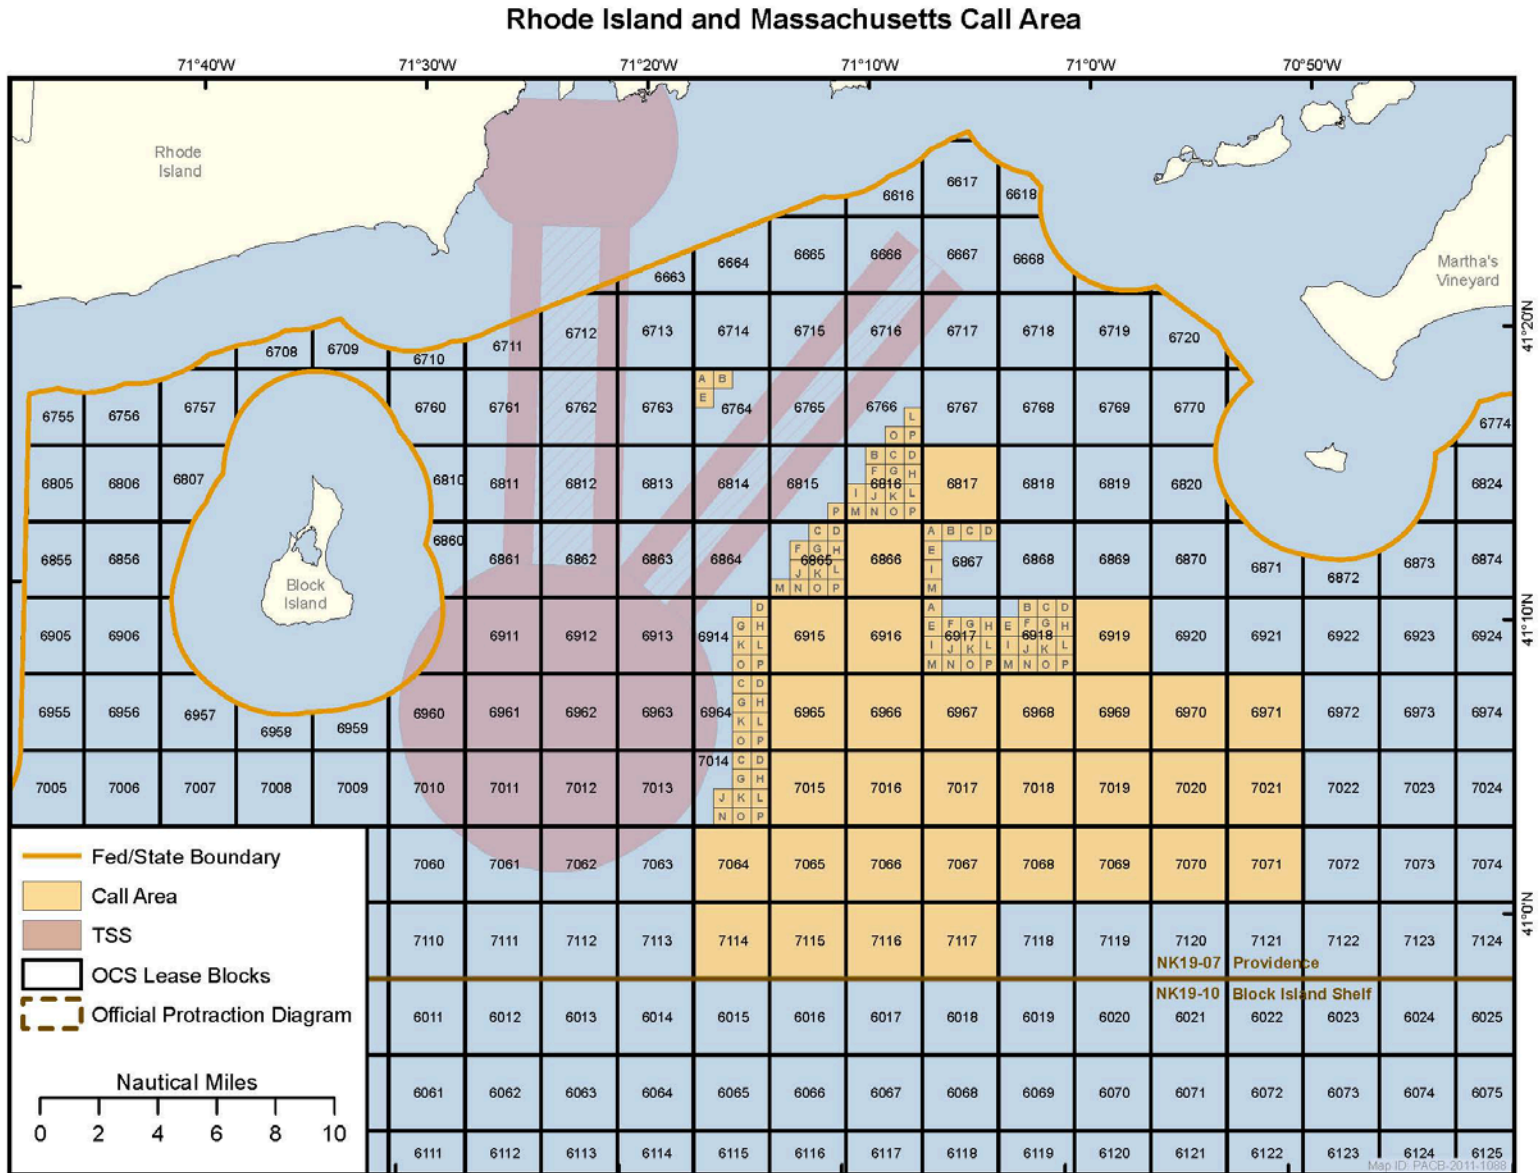 Rhode Island and Massachusetts Call Area
71°40'W 71°30'W 71°20'W 71°10'W 71°0'W 70°50'W
Rhode
Island
Martha's
Vineyard
Block
Island
41°20'N
41°10'N
41°0'N
6616 6617 6618
6663 6664 6665 6666 6667 6668
6708 6709 6710 6711 6712 6713 6714 6715 6716 6717 6718 6719 6720
A B
E
6755 6756 6757 6760 6761 6762 6763 6764 6765 6766 6767 6768 6769 6770 6774
L
O P
6805 6806 6807 6810 6811 6812 6813 6814 6815 6816 6817 6818 6819 6820 6824
B C D
F G H
I J K L
P M N O P
6855 6856 6860 6861 6862 6863 6864 6865 6866 6867 6868 6869 6870 6871 6872 6873 6874
C D A B C D
F G H E
J K L I
M N O P M
6905 6906 6911 6912 6913 6914 6915 6916 6917 6918 6919 6920 6921 6922 6923 6924
D A B C D
G H E F G H E F G H
K L I J K L I J K L
O P M N O P M N O P
6955 6956 6957 6958 6959 6960 6961 6962 6963 6964 6965 6966 6967 6968 6969 6970 6971 6972 6973 6974
C D
G H
K L
O P
7005 7006 7007 7008 7009 7010 7011 7012 7013 7014 7015 7016 7017 7018 7019 7020 7021 7022 7023 7024
C D
G H
J K L
N O P
7060 7061 7062 7063 7064 7065 7066 7067 7068 7069 7070 7071 7072 7073 7074
7110 7111 7112 7113 7114 7115 7116 7117 7118 7119 7120 7121 7122 7123 7124
NK19-07 Providence
NK19-10 Block Island Shelf
6011 6012 6013 6014 6015 6016 6017 6018 6019 6020 6021 6022 6023 6024 6025
6061 6062 6063 6064 6065 6066 6067 6068 6069 6070 6071 6072 6073 6074 6075
6111 6112 6113 6114 6115 6116 6117 6118 6119 6120 6121 6122 6123 6124 6125
Fed/State Boundary
Call Area
TSS
OCS Lease Blocks
Official Protraction Diagram
Nautical Miles
0 2 4 6 8 10
Map ID: PACB-2011-1088